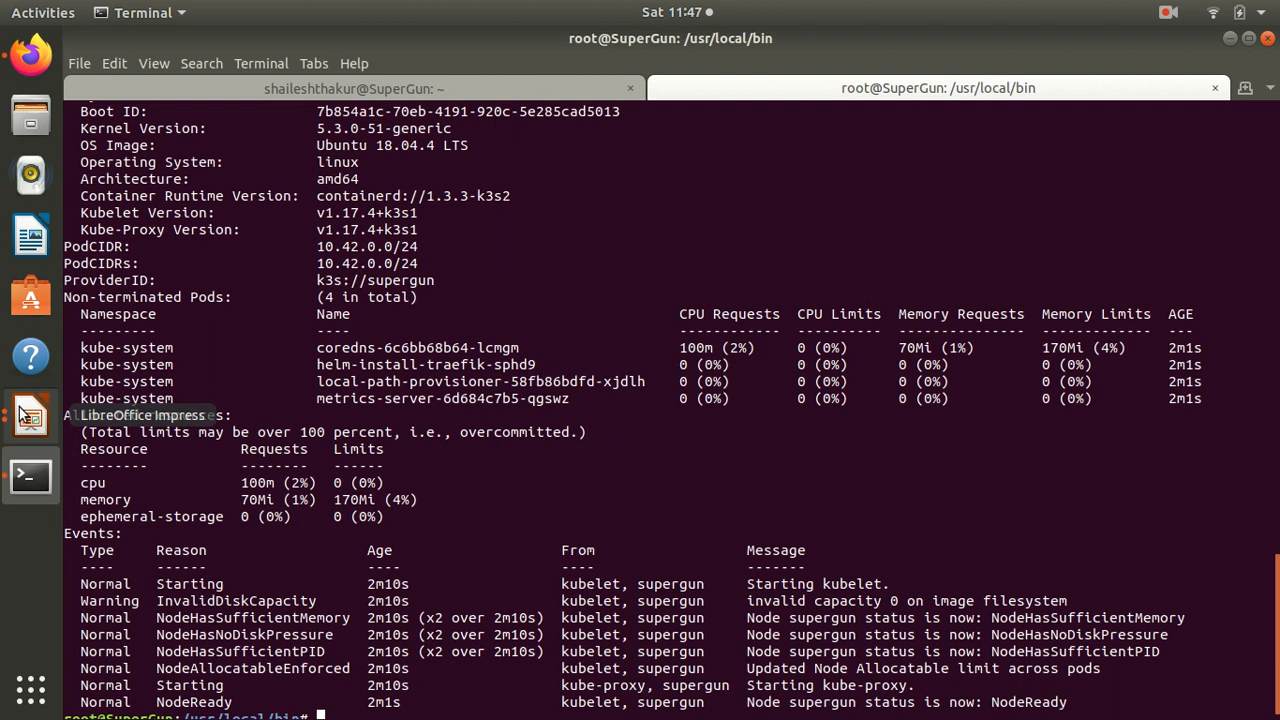 Activities Terminal Sat 11:47
root@SuperGun: /usr/local/bin
File Edit View Search Terminal Tabs Help
shaileshthakur@SuperGun: ~ × root@SuperGun: /usr/local/bin ×
Boot ID: 7b854a1c-70eb-4191-920c-5e285cad5013
Kernel Version: 5.3.0-51-generic
OS Image: Ubuntu 18.04.4 LTS
Operating System: linux
Architecture: amd64
Container Runtime Version: containerd://1.3.3-k3s2
Kubelet Version: v1.17.4+k3s1
Kube-Proxy Version: v1.17.4+k3s1
PodCIDR: 10.42.0.0/24
PodCIDRs: 10.42.0.0/24
ProviderID: k3s://supergun
Non-terminated Pods: (4 in total)
Namespace Name CPU Requests CPU Limits Memory Requests Memory Limits AGE
--------- ---- ------------ ---------- --------------- ------------- ---
kube-system coredns-6c6bb68b64-lcmgm 100m (2%) 0 (0%) 70Mi (1%) 170Mi (4%) 2m1s
kube-system helm-install-traefik-sphd9 0 (0%) 0 (0%) 0 (0%) 0 (0%) 2m1s
kube-system local-path-provisioner-58fb86bdfd-xjdlh 0 (0%) 0 (0%) 0 (0%) 0 (0%) 2m1s
kube-system metrics-server-6d684c7b5-qgswz 0 (0%) 0 (0%) 0 (0%) 0 (0%) 2m1s
LibreOffice Impress
(Total limits may be over 100 percent, i.e., overcommitted.)
Resource Requests Limits
-------- -------- ------
cpu 100m (2%) 0 (0%)
memory 70Mi (1%) 170Mi (4%)
ephemeral-storage 0 (0%) 0 (0%)
Events:
Type Reason Age From Message
---- ------ ---- ---- -------
Normal Starting 2m10s kubelet, supergun Starting kubelet.
Warning InvalidDiskCapacity 2m10s kubelet, supergun invalid capacity 0 on image filesystem
Normal NodeHasSufficientMemory 2m10s (x2 over 2m10s) kubelet, supergun Node supergun status is now: NodeHasSufficientMemory
Normal NodeHasNoDiskPressure 2m10s (x2 over 2m10s) kubelet, supergun Node supergun status is now: NodeHasNoDiskPressure
Normal NodeHasSufficientPID 2m10s (x2 over 2m10s) kubelet, supergun Node supergun status is now: NodeHasSufficientPID
Normal NodeAllocatableEnforced 2m10s kubelet, supergun Updated Node Allocatable limit across pods
Normal Starting 2m10s kube-proxy, supergun Starting kube-proxy.
Normal NodeReady 2m1s kubelet, supergun Node supergun status is now: NodeReady
root@SuperGun:/usr/local/bin#